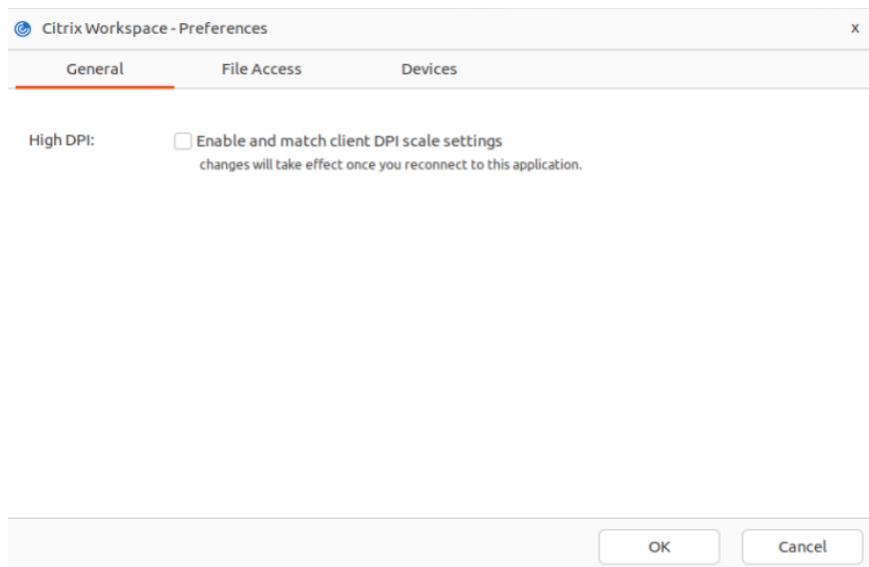 Citrix Workspace - Preferences x
General File Access Devices
High DPI: Enable and match client DPI scale settings
changes will take effect once you reconnect to this application.
OK Cancel